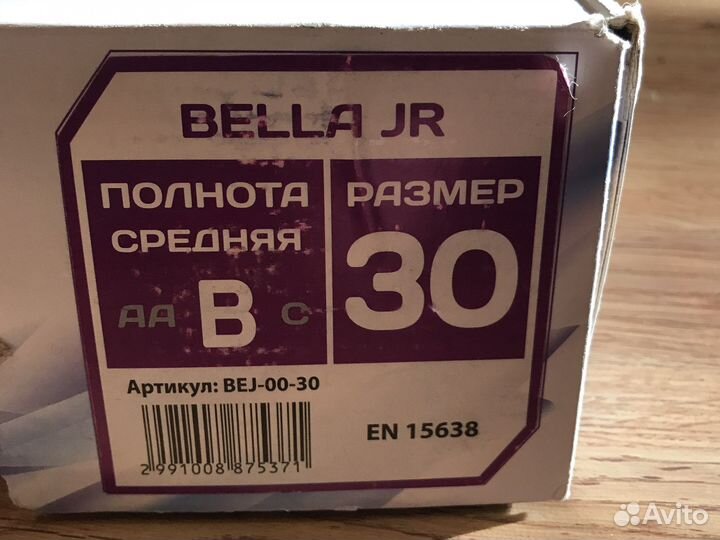 BELLA JR
ПОЛНОТА
СРЕДНЯЯ
AA B C
РАЗМЕР
30
Артикул: BEJ-00-30
2 991008 875371
EN 15638
Avito